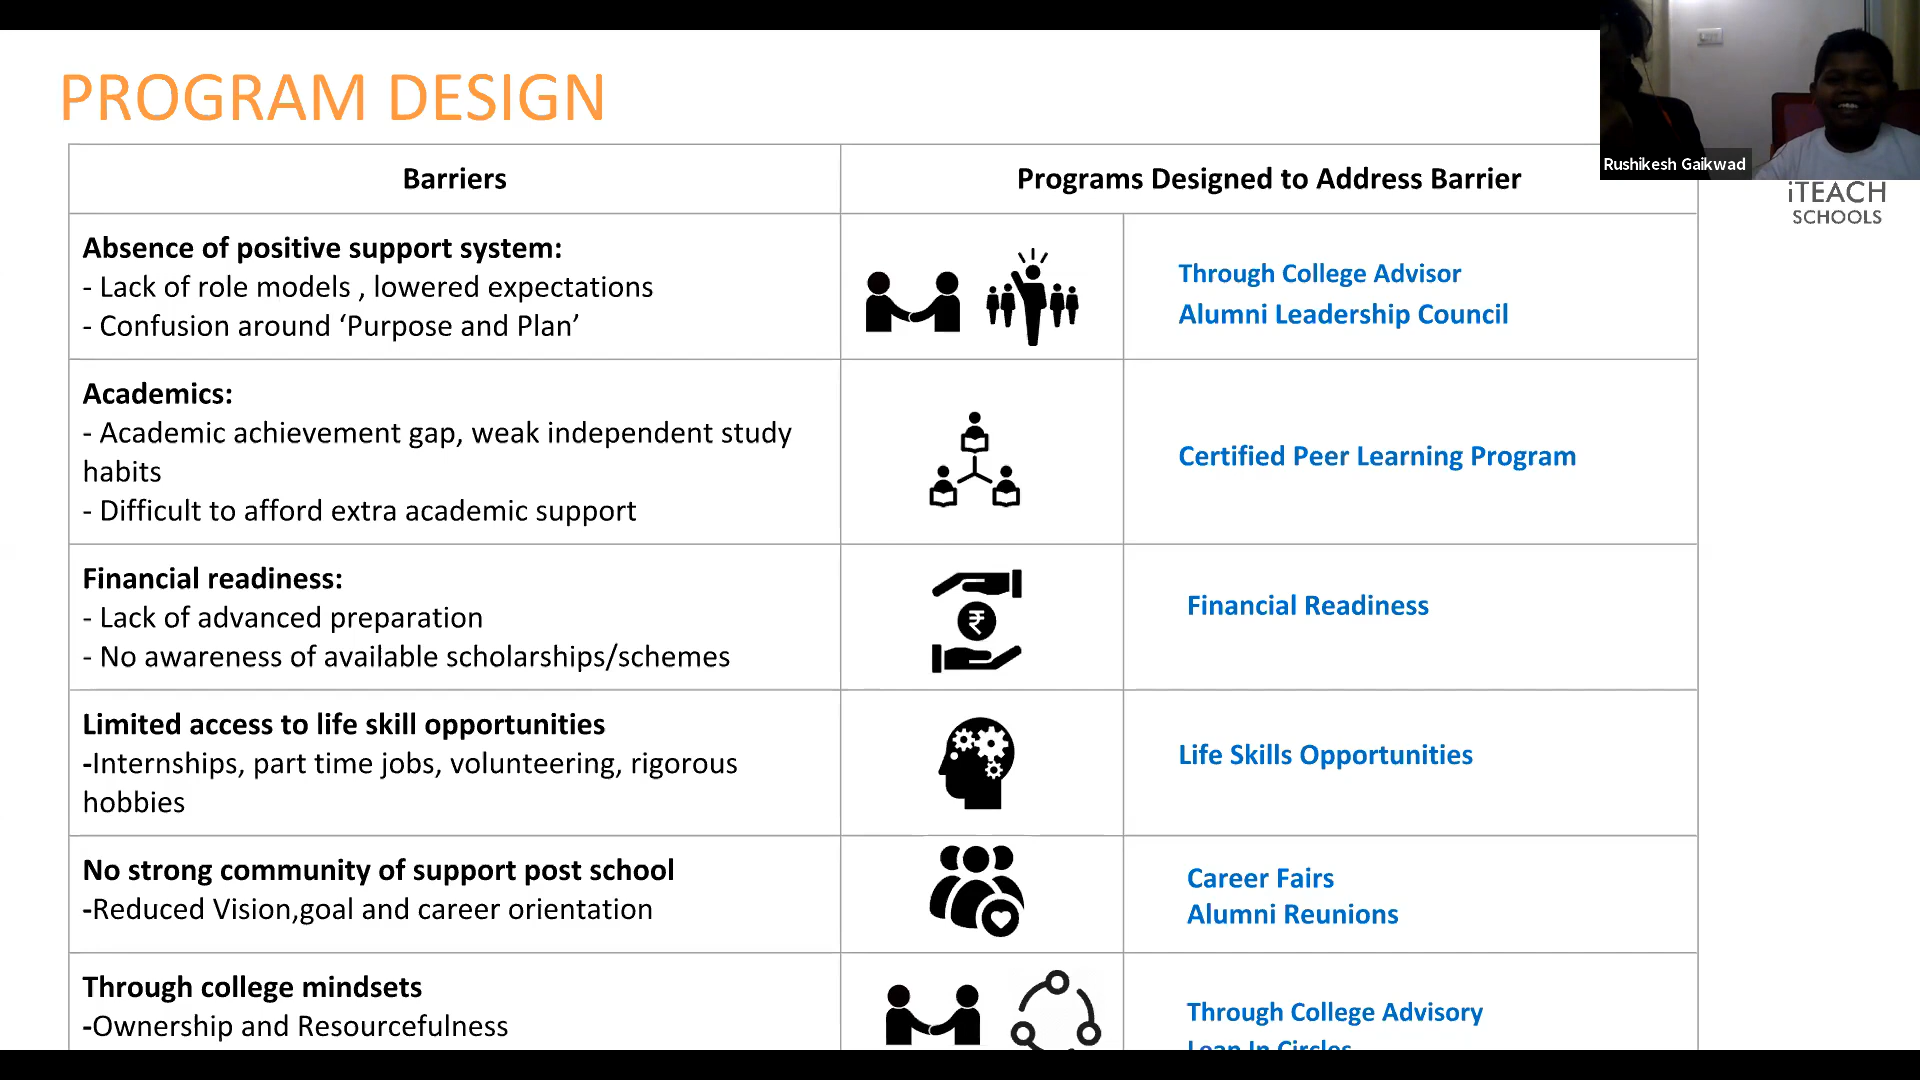 PROGRAM DESIGN
Rushikesh Gaikwad
iTEACH
SCHOOLS
Barriers
Programs Designed to Address Barrier
Absence of positive support system:
- Lack of role models , lowered expectations
- Confusion around ‘Purpose and Plan’
Through College Advisor
Alumni Leadership Council
Academics:
- Academic achievement gap, weak independent study
habits
- Difficult to afford extra academic support
Certified Peer Learning Program
Financial readiness:
- Lack of advanced preparation
- No awareness of available scholarships/schemes
₹
Financial Readiness
Limited access to life skill opportunities
-Internships, part time jobs, volunteering, rigorous
hobbies
Life Skills Opportunities
No strong community of support post school
-Reduced Vision,goal and career orientation
Career Fairs
Alumni Reunions
Through college mindsets
-Ownership and Resourcefulness
Through College Advisory
Lean In Circles